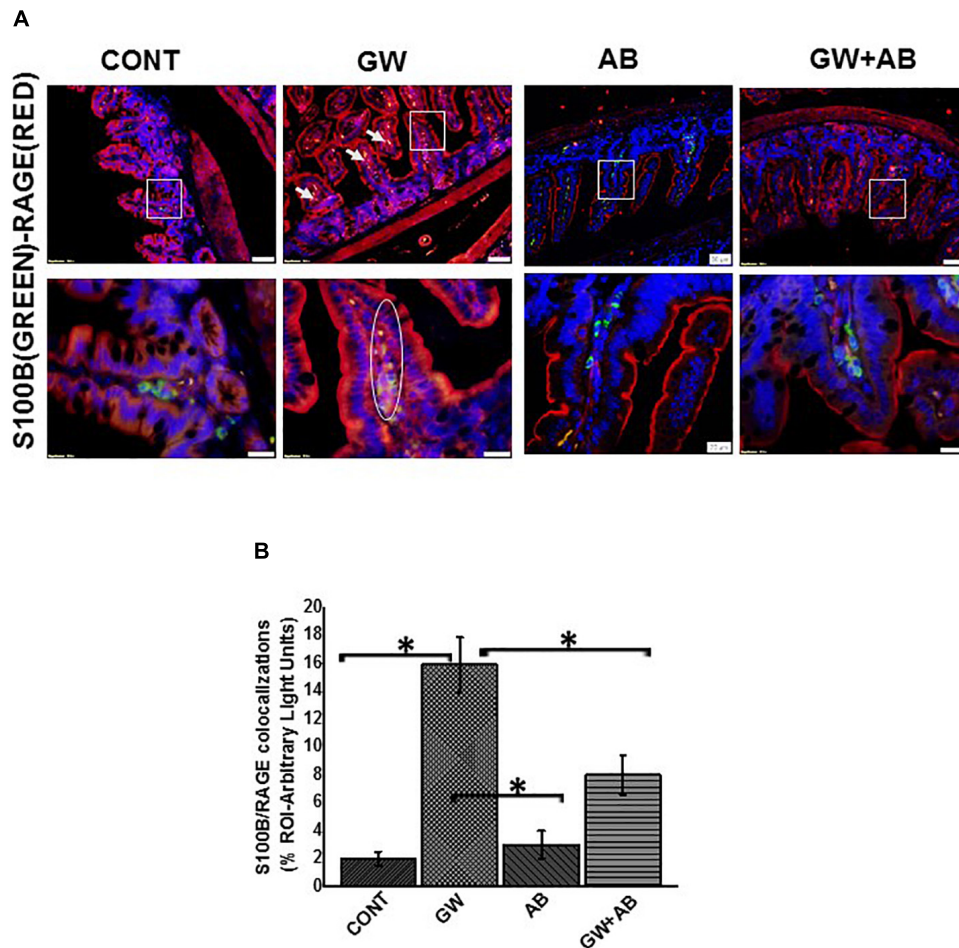 A
CONT GW AB GW+AB
S100B(GREEN)-RAGE(RED)
B
S100B/RAGE colocalizations
(% ROI-Arbitrary Light Units)
20
18
16
14
12
10
8
6
4
2
0
*
*
*
CONT
GW
AB
GW+AB